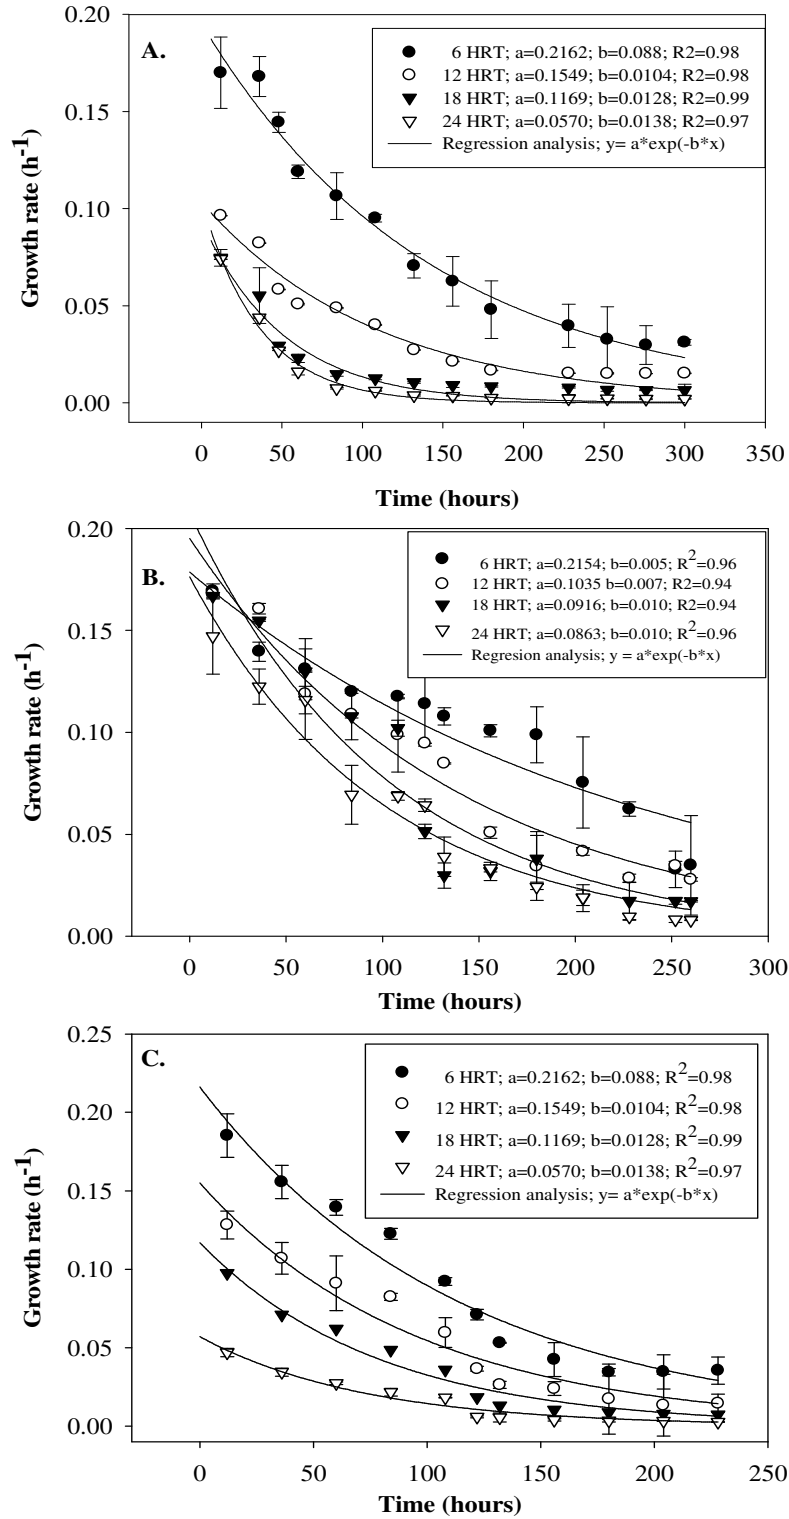 A.
6 HRT; a=0.2162; b=0.088; R2=0.98
12 HRT; a=0.1549; b=0.0104; R2=0.98
18 HRT; a=0.1169; b=0.0128; R2=0.99
24 HRT; a=0.0570; b=0.0138; R2=0.97
Regression analysis; y= a*exp(-b*x)
Growth rate (h-1)
0.20
0.15
0.10
0.05
0.00
0 50 100 150 200 250 300 350
Time (hours)
B.
6 HRT; a=0.2154; b=0.005; R2=0.96
12 HRT; a=0.1035 b=0.007; R2=0.94
18 HRT; a=0.0916; b=0.010; R2=0.94
24 HRT; a=0.0863; b=0.010; R2=0.96
Regresion analysis; y = a*exp(-b*x)
Growth rate (h-1)
0.20
0.15
0.10
0.05
0.00
0 50 100 150 200 250 300
Time (hours)
C.
6 HRT; a=0.2162; b=0.088; R2=0.98
12 HRT; a=0.1549; b=0.0104; R2=0.98
18 HRT; a=0.1169; b=0.0128; R2=0.99
24 HRT; a=0.0570; b=0.0138; R2=0.97
Regression analysis; y= a*exp(-b*x)
Growth rate (h-1)
0.25
0.20
0.15
0.10
0.05
0.00
0 50 100 150 200 250
Time (hours)